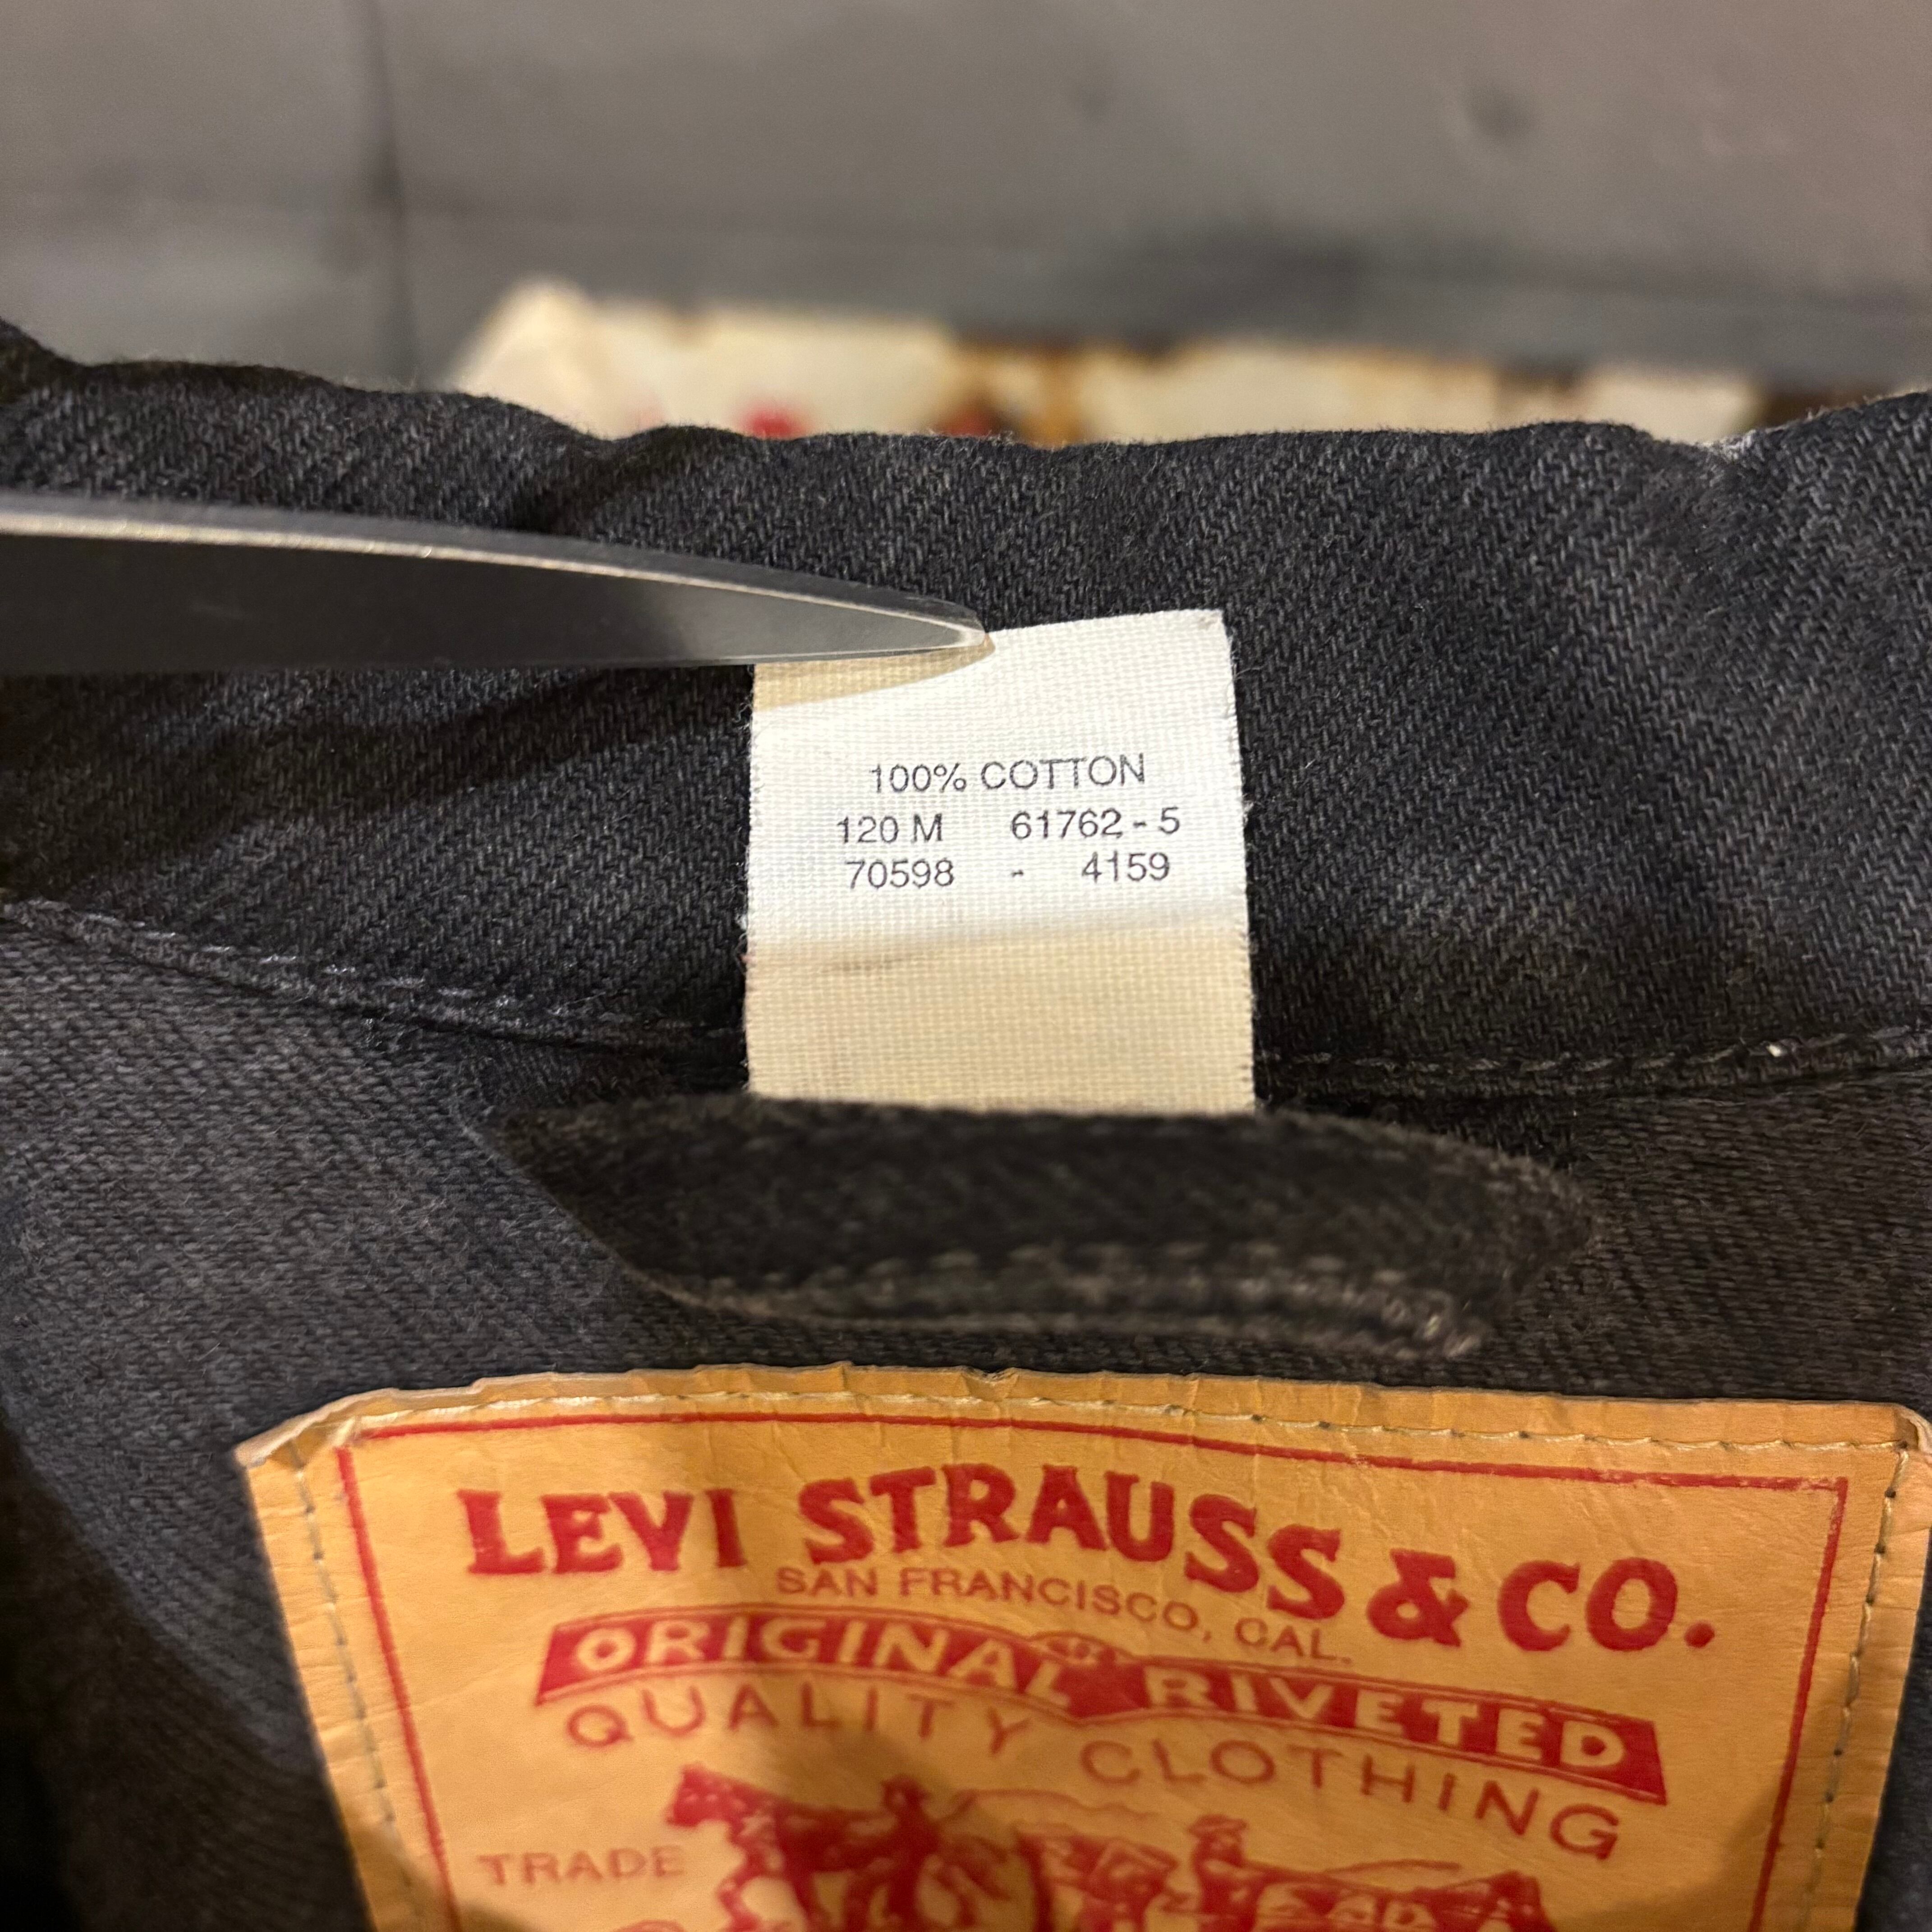 100% COTTON
120 M 61762 - 5
70598 - 4159
LEVI STRAUSS & CO.
SAN FRANCISCO, CAL.
ORIGINAL RIVETED
QUALITY CLOTHING
TRADE